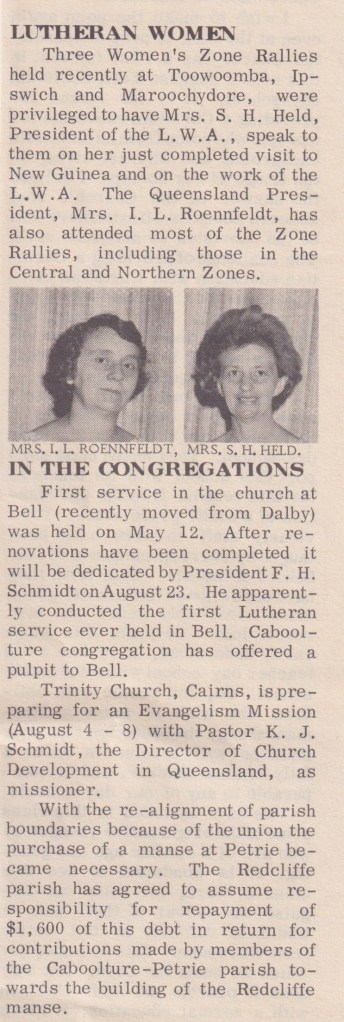 LUTHERAN WOMEN
Three Women's Zone Rallies
held recently at Toowoomba, Ip-
swich and Maroochydore, were
privileged to have Mrs. S. H. Held,
President of the L.W.A., speak to
them on her just completed visit to
New Guinea and on the work of the
L.W.A. The Queensland Pres-
ident, Mrs. I. L. Roennfeldt, has
also attended most of the Zone
Rallies, including those in the
Central and Northern Zones.
MRS. I. L. ROENNFELDT, MRS. S. H. HELD.
IN THE CONGREGATIONS
First service in the church at
Bell (recently moved from Dalby)
was held on May 12. After re-
novations have been completed it
will be dedicated by President F. H.
Schmidt on August 23. He apparent-
ly conducted the first Lutheran
service ever held in Bell. Cabool-
ture congregation has offered a
pulpit to Bell.
Trinity Church, Cairns, is pre-
paring for an Evangelism Mission
(August 4 - 8) with Pastor K. J.
Schmidt, the Director of Church
Development in Queensland, as
missioner.
With the re-alignment of parish
boundaries because of the union the
purchase of a manse at Petrie be-
came necessary. The Redcliffe
parish has agreed to assume re-
sponsibility for repayment of
$1,600 of this debt in return for
contributions made by members of
the Caboolture-Petrie parish to-
wards the building of the Redcliffe
manse.